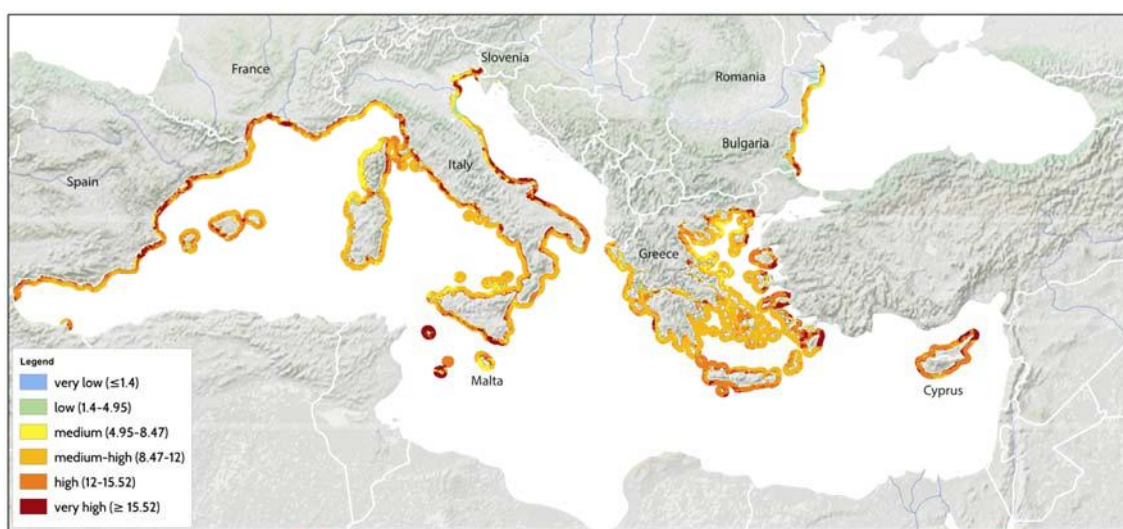 Slovenia
France
Romania
Bulgaria
Italy
Spain
Greece
Malta
Cyprus
Legend
very low (≤1.4)
low (1.4-4.95)
medium (4.95-8.47)
medium-high (8.47-12)
high (12-15.52)
very high (≥ 15.52)